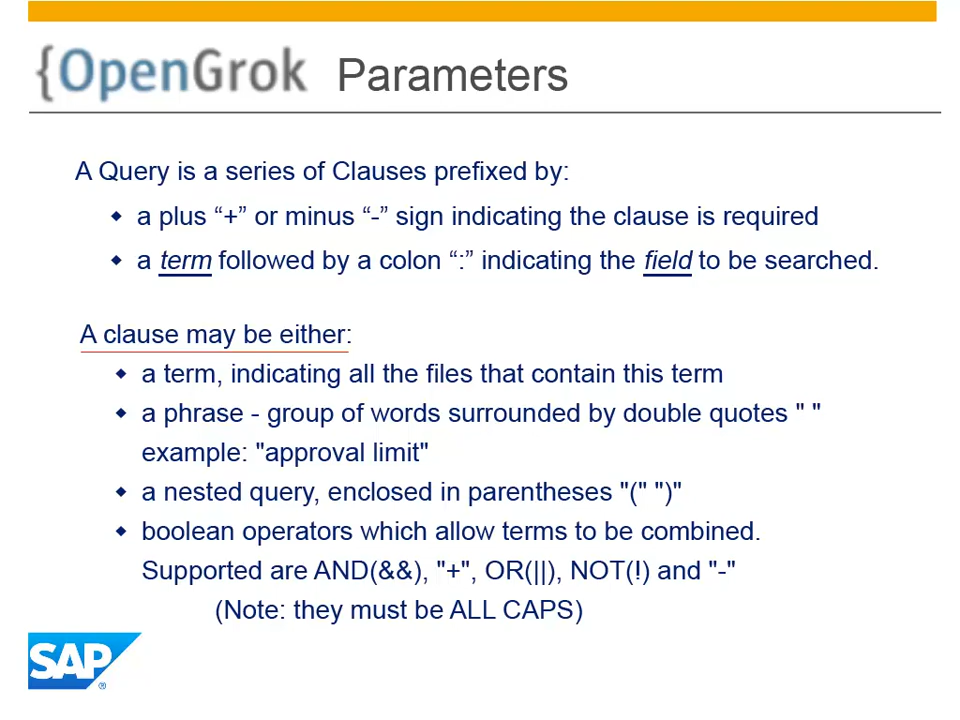 {OpenGrok Parameters
A Query is a series of Clauses prefixed by:
◆ a plus “+” or minus “-” sign indicating the clause is required
◆ a term followed by a colon “:” indicating the field to be searched.
A clause may be either:
◆ a term, indicating all the files that contain this term
◆ a phrase - group of words surrounded by double quotes " "
example: "approval limit"
◆ a nested query, enclosed in parentheses "(" ")"
◆ boolean operators which allow terms to be combined.
Supported are AND(&&), "+", OR(||), NOT(!) and "-"
(Note: they must be ALL CAPS)
SAP®